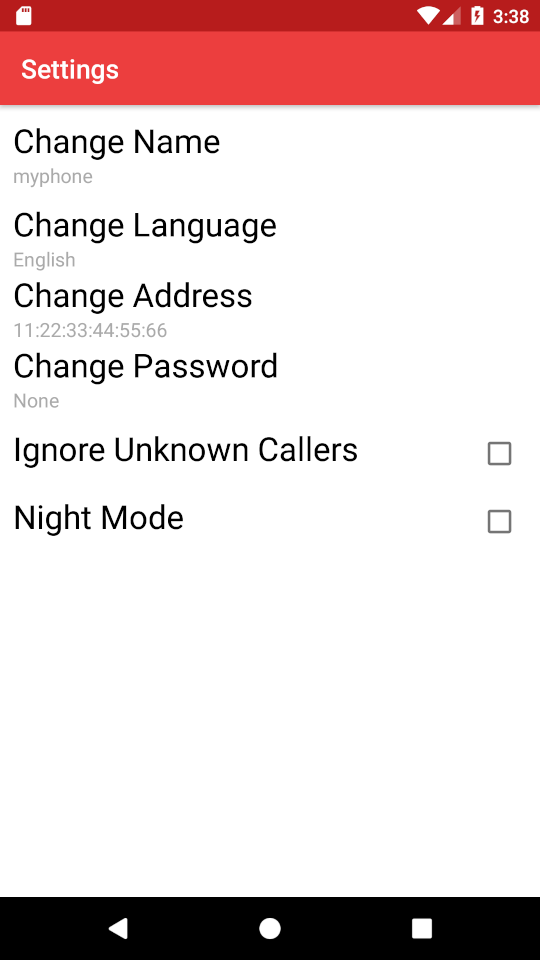 3:38
Settings
Change Name
myphone
Change Language
English
Change Address
11:22:33:44:55:66
Change Password
None
Ignore Unknown Callers
Night Mode